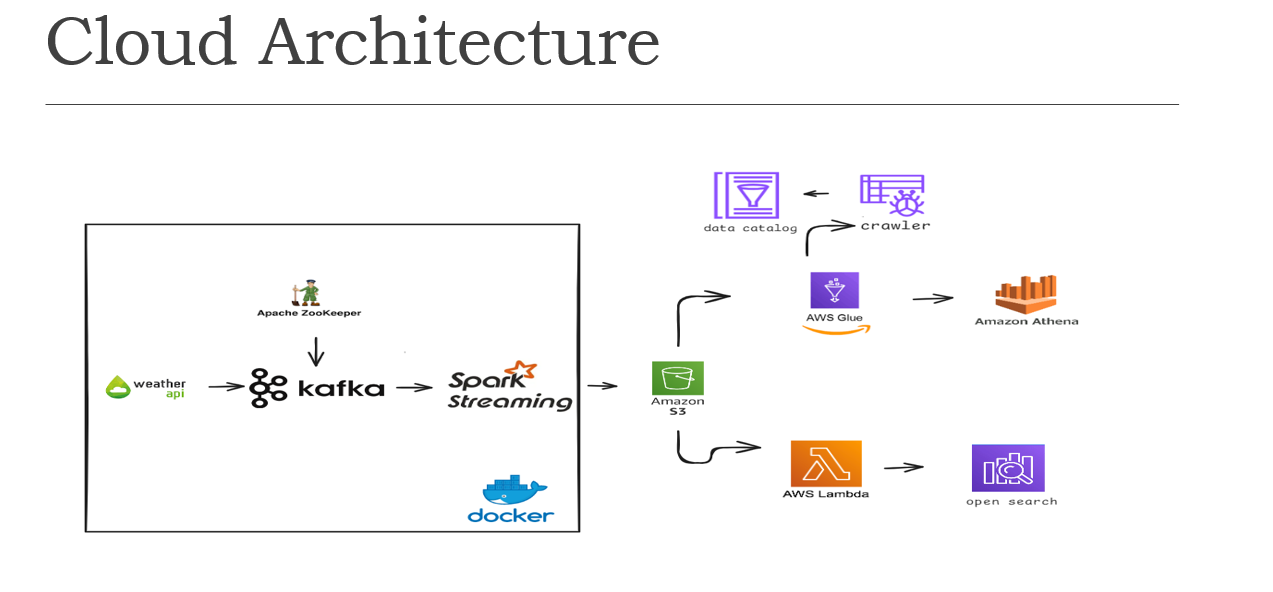 Cloud Architecture
data catalog
crawler
Apache ZooKeeper
AWS Glue
Amazon Athena
weather
api
kafka
Spark
Streaming
Amazon
S3
AWS Lambda
open search
docker